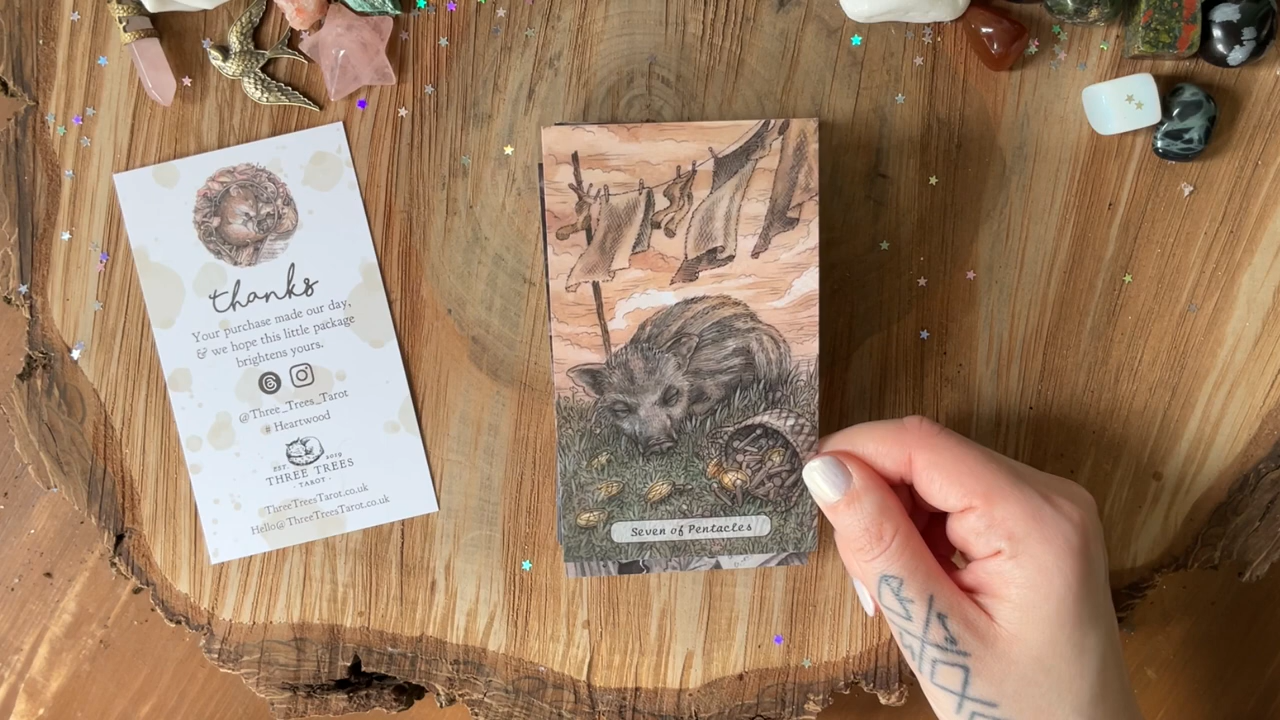 thanks
Your purchase made our day,
& we hope this little package
brightens yours.
@Three_Trees_Tarot
# Heartwood
EST. 2019
THREE TREES
· TAROT ·
ThreeTreesTarot.co.uk
Hello@ThreeTreesTarot.co.uk
Seven of Pentacles